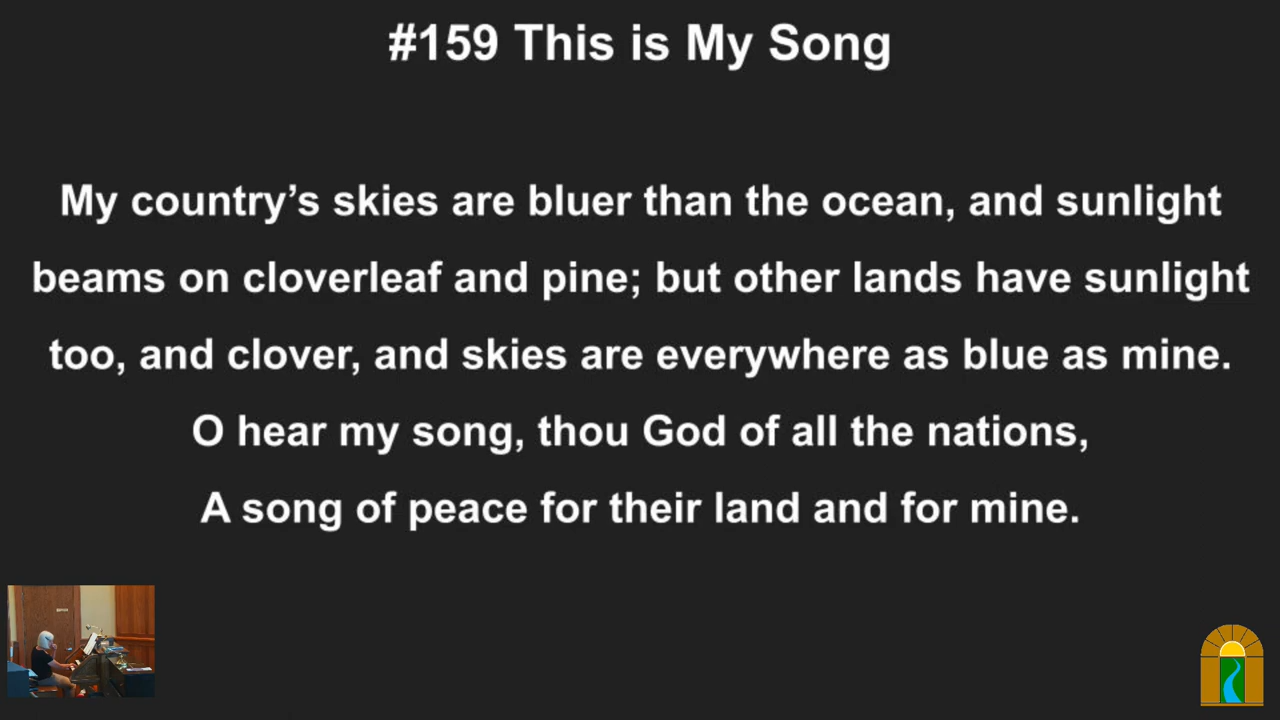 #159 This is My Song
My country’s skies are bluer than the ocean, and sunlight
beams on cloverleaf and pine; but other lands have sunlight
too, and clover, and skies are everywhere as blue as mine.
O hear my song, thou God of all the nations,
A song of peace for their land and for mine.